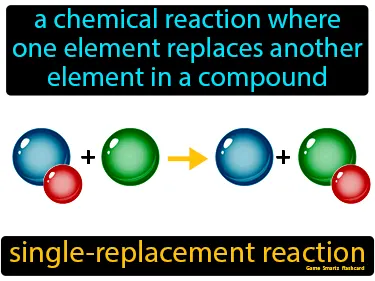 a chemical reaction where
one element replaces another
element in a compound
+
+
single-replacement reaction
Game Smartz flashcard